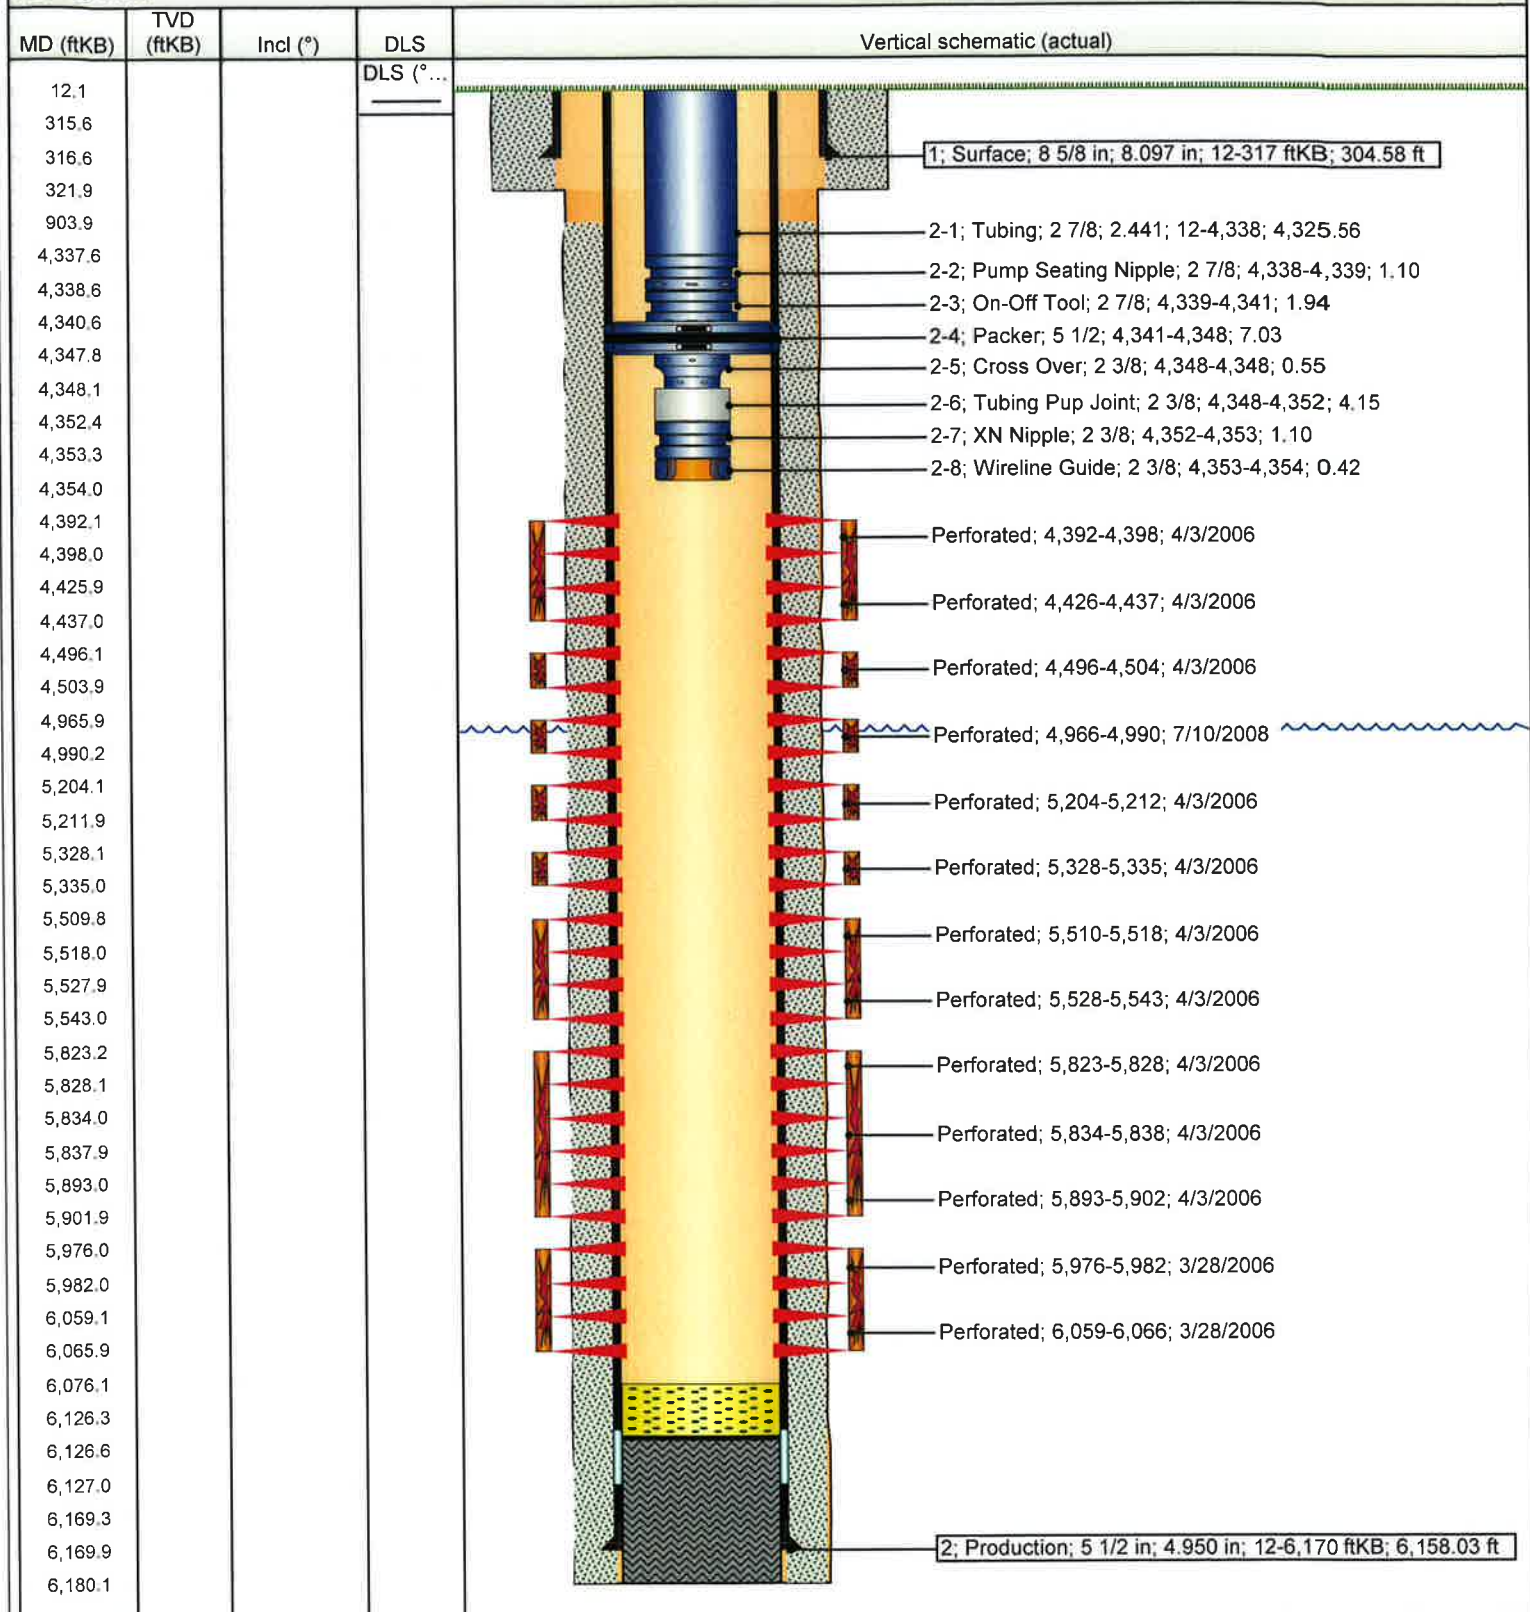 MD (ftKB) TVD (ftKB) Incl (°) DLS Vertical schematic (actual)
DLS (°...
12.1
315.6
316.6
1; Surface; 8 5/8 in; 8.097 in; 12-317 ftKB; 304.58 ft
321.9
903.9
2-1; Tubing; 2 7/8; 2.441; 12-4,338; 4,325.56
4,337.6
2-2; Pump Seating Nipple; 2 7/8; 4,338-4,339; 1.10
4,338.6
2-3; On-Off Tool; 2 7/8; 4,339-4,341; 1.94
4,340.6
2-4; Packer; 5 1/2; 4,341-4,348; 7.03
4,347.8
2-5; Cross Over; 2 3/8; 4,348-4,348; 0.55
4,348.1
2-6; Tubing Pup Joint; 2 3/8; 4,348-4,352; 4.15
4,352.4
2-7; XN Nipple; 2 3/8; 4,352-4,353; 1.10
4,353.3
2-8; Wireline Guide; 2 3/8; 4,353-4,354; 0.42
4,354.0
4,392.1
Perforated; 4,392-4,398; 4/3/2006
4,398.0
4,425.9
Perforated; 4,426-4,437; 4/3/2006
4,437.0
4,496.1
Perforated; 4,496-4,504; 4/3/2006
4,503.9
4,965.9
Perforated; 4,966-4,990; 7/10/2008
4,990.2
5,204.1
Perforated; 5,204-5,212; 4/3/2006
5,211.9
5,328.1
Perforated; 5,328-5,335; 4/3/2006
5,335.0
5,509.8
Perforated; 5,510-5,518; 4/3/2006
5,518.0
5,527.9
Perforated; 5,528-5,543; 4/3/2006
5,543.0
5,823.2
Perforated; 5,823-5,828; 4/3/2006
5,828.1
5,834.0
Perforated; 5,834-5,838; 4/3/2006
5,837.9
5,893.0
Perforated; 5,893-5,902; 4/3/2006
5,901.9
5,976.0
Perforated; 5,976-5,982; 3/28/2006
5,982.0
6,059.1
Perforated; 6,059-6,066; 3/28/2006
6,065.9
6,076.1
6,126.3
6,126.6
6,127.0
6,169.3
2; Production; 5 1/2 in; 4.950 in; 12-6,170 ftKB; 6,158.03 ft
6,169.9
6,180.1